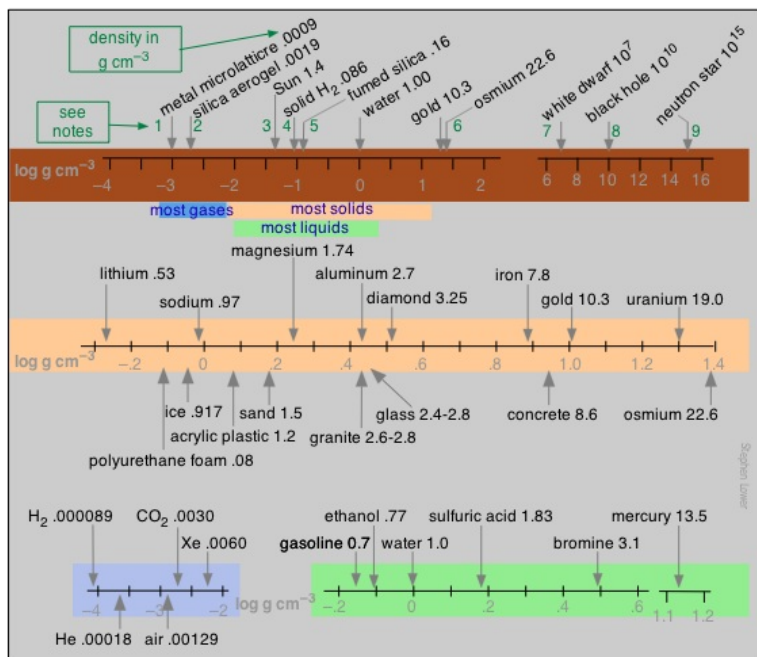 density in
g cm⁻³
see
notes
metal microlatticre .0009
silica aerogel .0019
Sun 1.4
solid H₂ .086
fumed silica .16
water 1.00
gold 10.3
osmium 22.6
white dwarf 10⁷
black hole 10¹⁰
neutron star 10¹⁵
1 2 3 4 5 6 7 8 9
log g cm⁻³ -4 -3 -2 -1 0 1 2 6 8 10 12 14 16
most gases most solids
most liquids
magnesium 1.74
lithium .53 aluminum 2.7 iron 7.8
sodium .97 diamond 3.25 gold 10.3 uranium 19.0
log g cm⁻³ -.2 0 .2 .4 .6 .8 1.0 1.2 1.4
ice .917 sand 1.5 glass 2.4-2.8 concrete 8.6 osmium 22.6
acrylic plastic 1.2 granite 2.6-2.8
polyurethane foam .08
Stephen Lower
H₂ .000089 CO₂ .0030 ethanol .77 sulfuric acid 1.83 mercury 13.5
Xe .0060 gasoline 0.7 water 1.0 bromine 3.1
-4 -3 -2 log g cm⁻³ -0.2 0 .2 .4 0.6 1.1 1.2
He .00018 air .00129